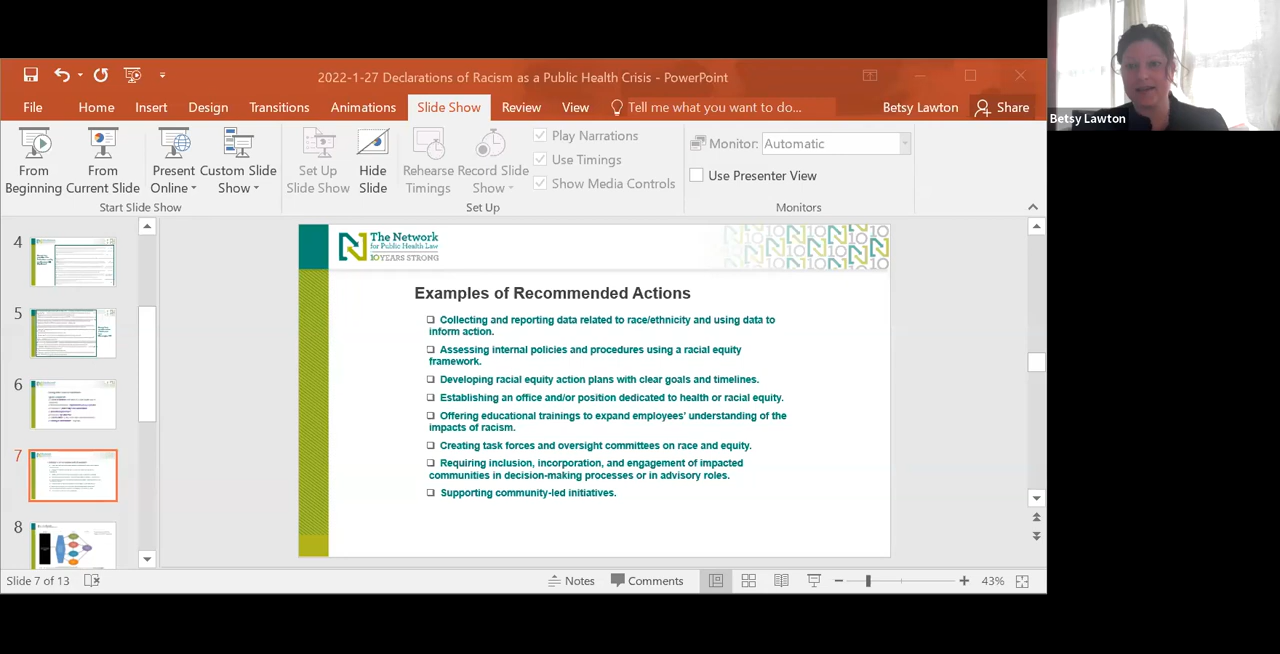 2022-1-27 Declarations of Racism as a Public Health Crisis - PowerPoint
File Home Insert Design Transitions Animations Slide Show Review View Tell me what you want to do... Betsy Lawton Share
From Beginning
From Current Slide
Present Online
Custom Slide Show
Start Slide Show
Set Up Slide Show
Hide Slide
Rehearse Timings
Record Slide Show
Play Narrations
Use Timings
Show Media Controls
Set Up
Monitor: Automatic
Use Presenter View
Monitors
Betsy Lawton
4
5
6
7
8
The Network
for Public Health Law
10 YEARS STRONG
Examples of Recommended Actions
Collecting and reporting data related to race/ethnicity and using data to
inform action.
Assessing internal policies and procedures using a racial equity
framework.
Developing racial equity action plans with clear goals and timelines.
Establishing an office and/or position dedicated to health or racial equity.
Offering educational trainings to expand employees' understanding of the
impacts of racism.
Creating task forces and oversight committees on race and equity.
Requiring inclusion, incorporation, and engagement of impacted
communities in decision-making processes or in advisory roles.
Supporting community-led initiatives.
Slide 7 of 13 Notes Comments 43%